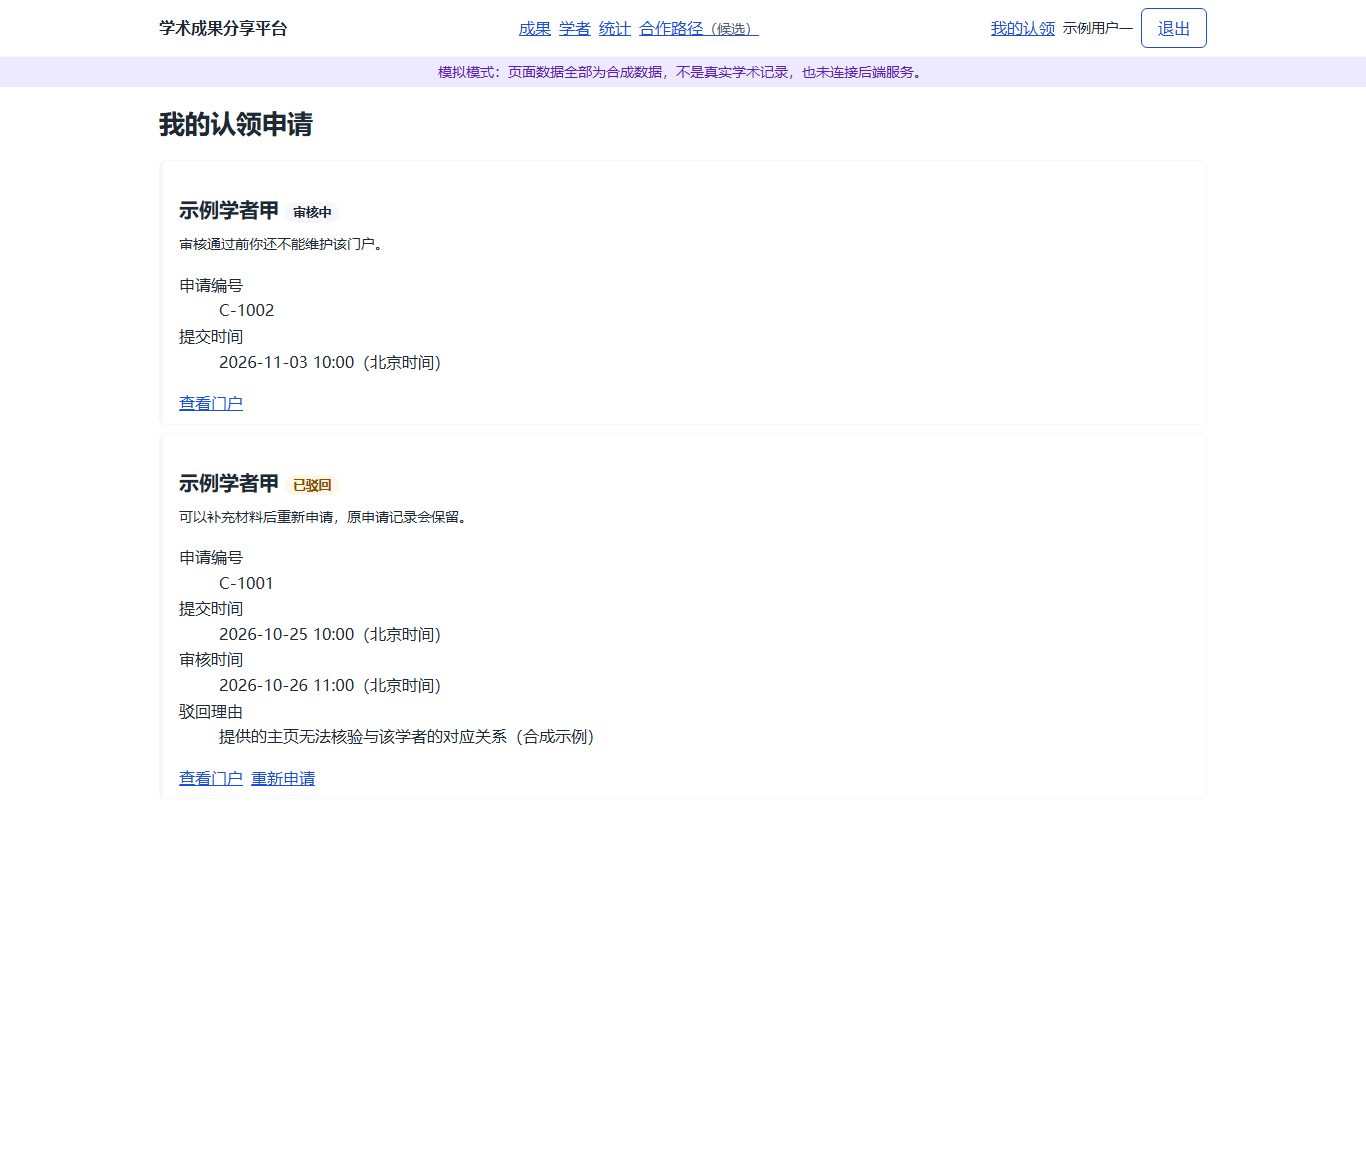 学术成果分享平台 成果 学者 统计 合作路径（候选） 我的认领 示例用户一 退出
模拟模式：页面数据全部为合成数据，不是真实学术记录，也未连接后端服务。
我的认领申请
示例学者甲 审核中
审核通过前你还不能维护该门户。
申请编号
C-1002
提交时间
2026-11-03 10:00（北京时间）
查看门户
示例学者甲 已驳回
可以补充材料后重新申请，原申请记录会保留。
申请编号
C-1001
提交时间
2026-10-25 10:00（北京时间）
审核时间
2026-10-26 11:00（北京时间）
驳回理由
提供的主页无法核验与该学者的对应关系（合成示例）
查看门户 重新申请